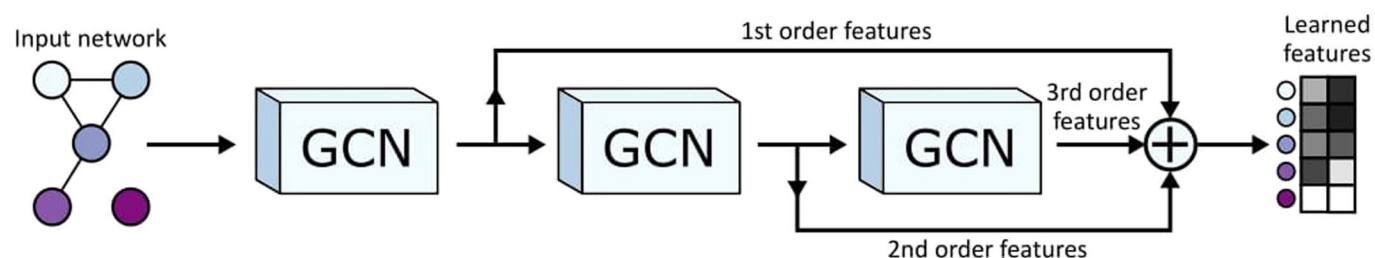 Input network
GCN
1st order features
GCN
2nd order features
GCN
3rd order
features
+
Learned
features